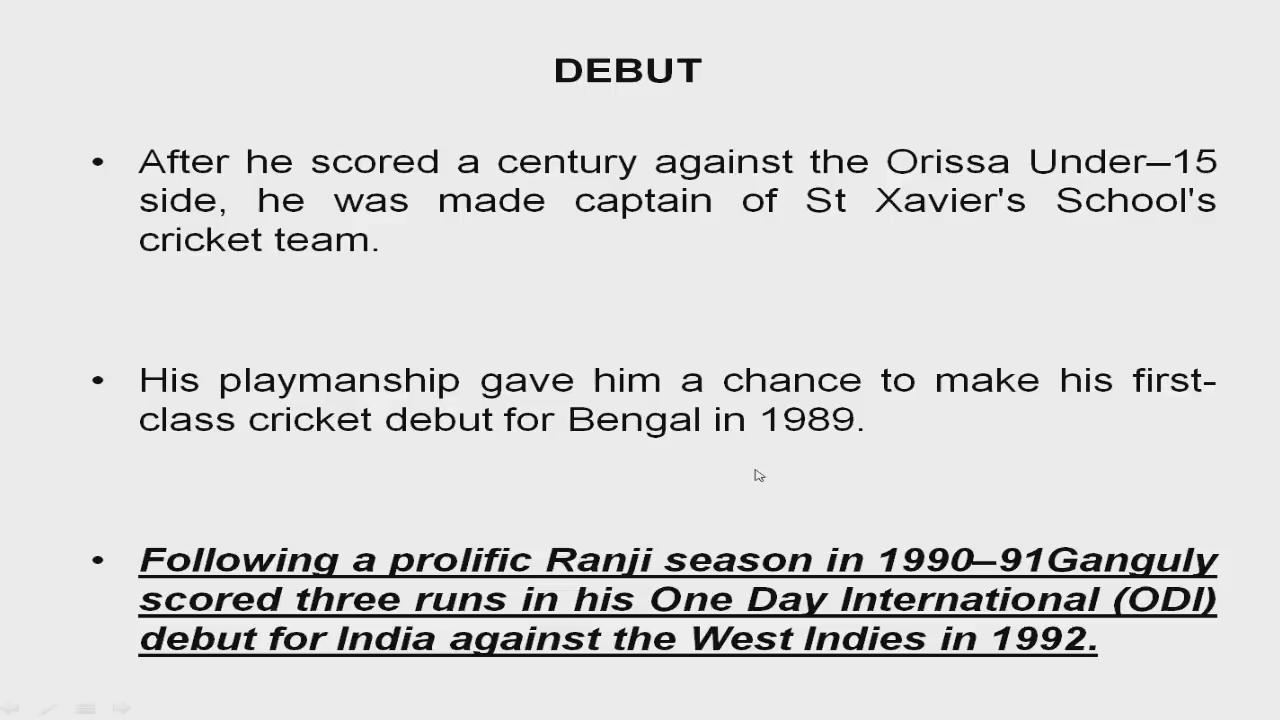 DEBUT
• After he scored a century against the Orissa Under–15
side, he was made captain of St Xavier's School's
cricket team.
• His playmanship gave him a chance to make his first-
class cricket debut for Bengal in 1989.
• Following a prolific Ranji season in 1990–91Ganguly
scored three runs in his One Day International (ODI)
debut for India against the West Indies in 1992.